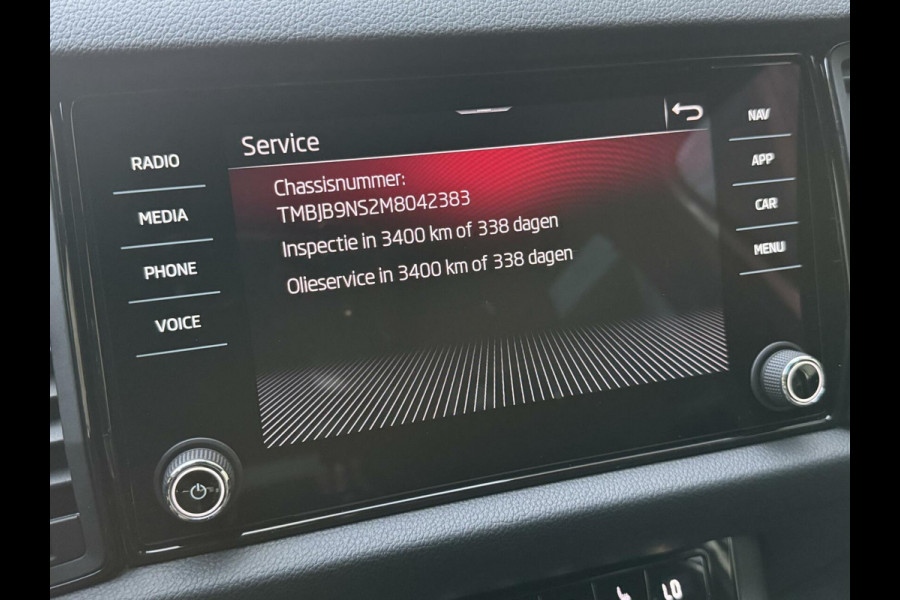 Service
NAV
RADIO
Chassisnummer:
TMBJB9NS2M8042383
APP
MEDIA
Inspectie in 3400 km of 338 dagen
CAR
PHONE
Olieservice in 3400 km of 338 dagen
MENU
VOICE
LO